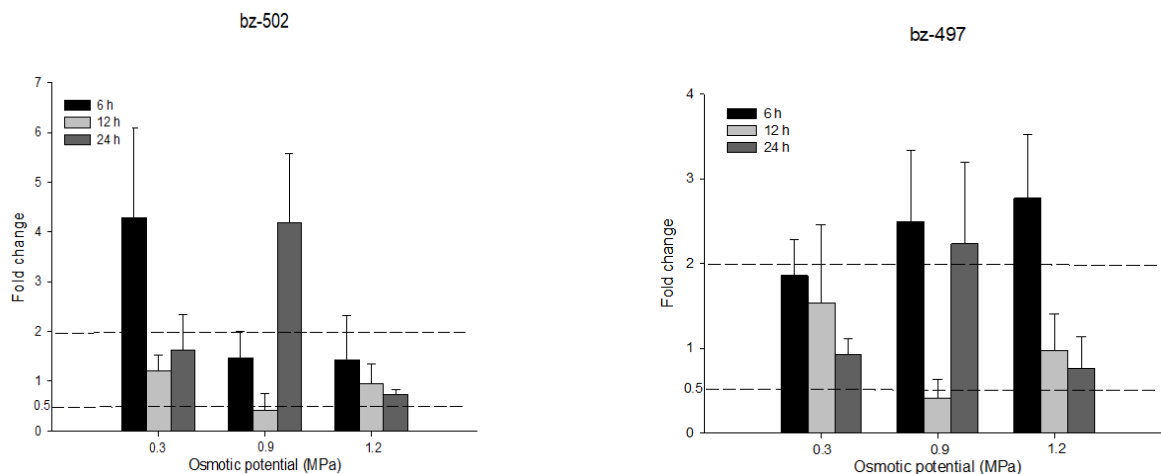 bz-502
7
6
5
4
3
2
1
0.5
0
Fold change
6 h
12 h
24 h
0.3 0.9 1.2
Osmotic potential (MPa)
bz-497
4
3
2
1
0.5
0
Fold change
6 h
12 h
24 h
0.3 0.9 1.2
Osmotic potential (MPa)